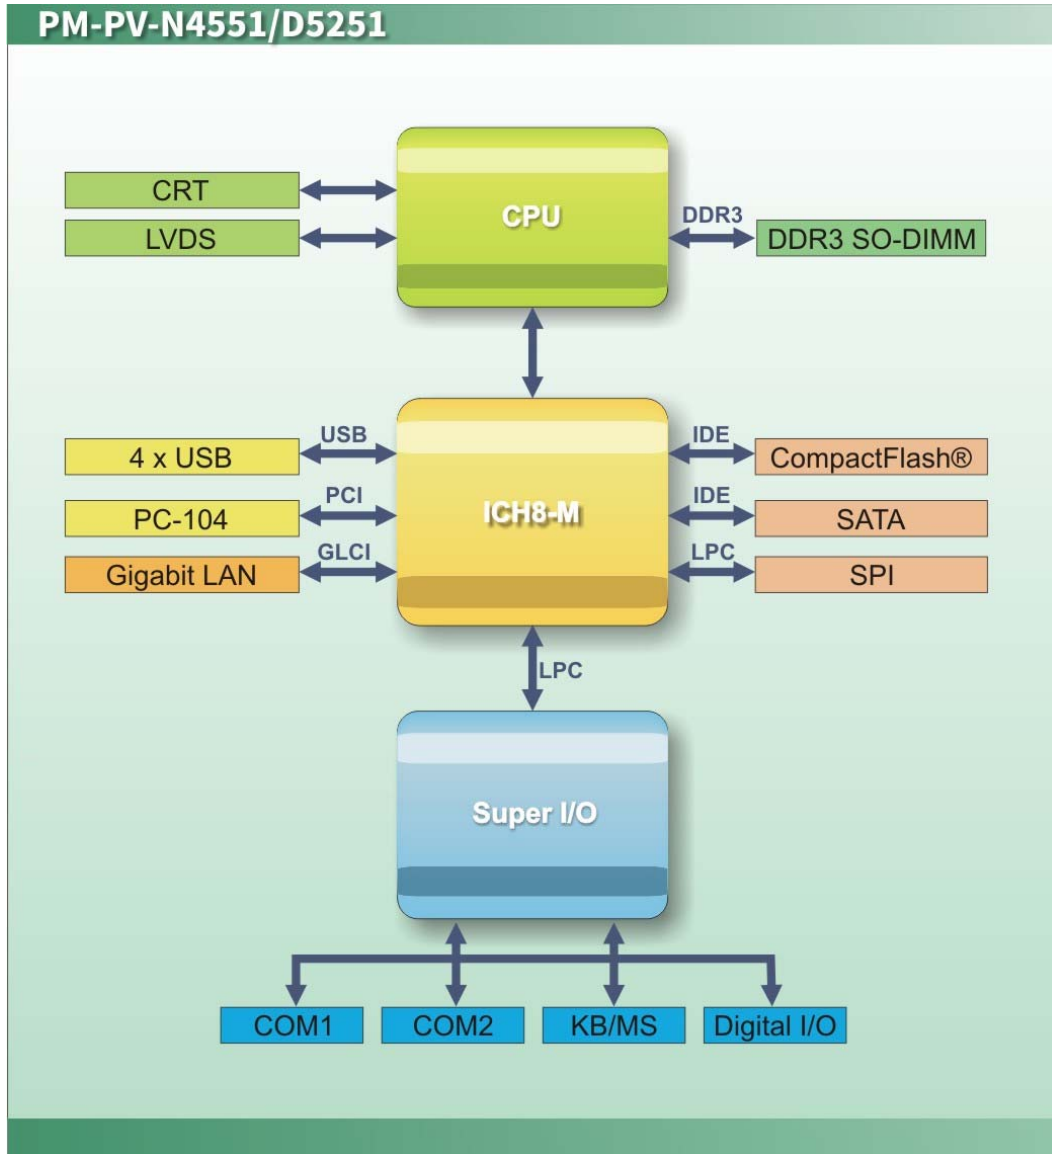 PM-PV-N4551/D5251
CRT
LVDS
CPU
DDR3
DDR3 SO-DIMM
4 x USB
USB
PC-104
PCI
Gigabit LAN
GLCI
ICH8-M
IDE
CompactFlash®
IDE
SATA
LPC
SPI
LPC
Super I/O
COM1
COM2
KB/MS
Digital I/O